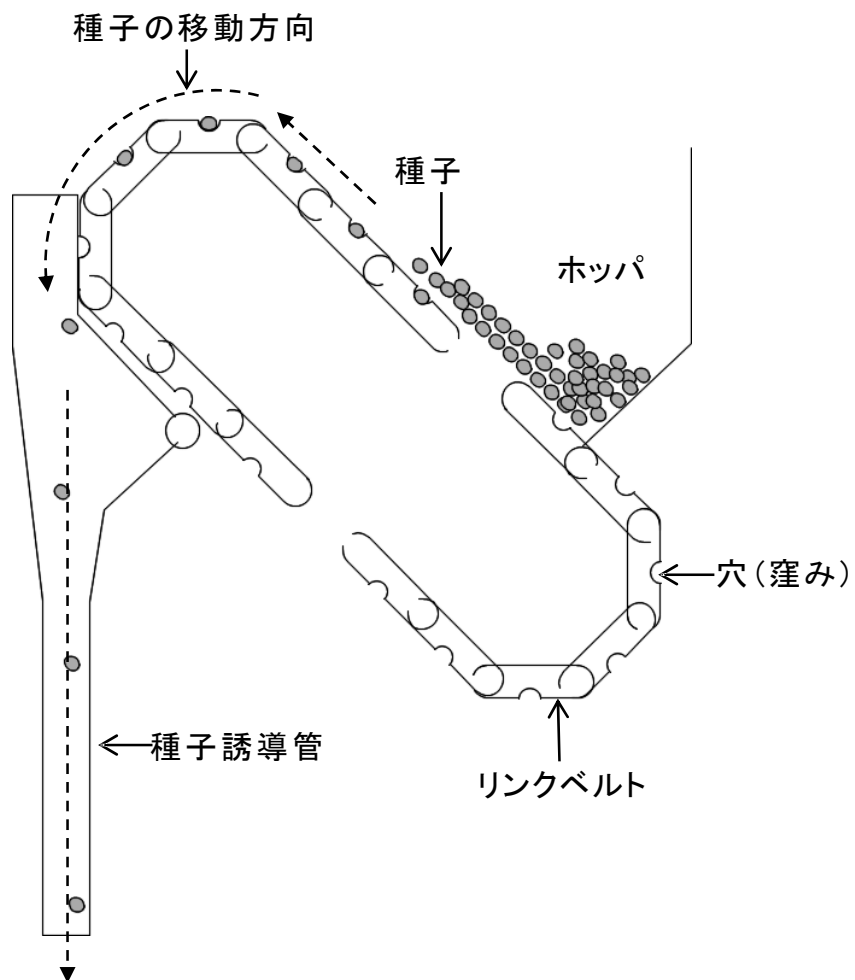 種子の移動方向
種子
ホッパ
穴(窪み)
種子誘導管
リンクベルト